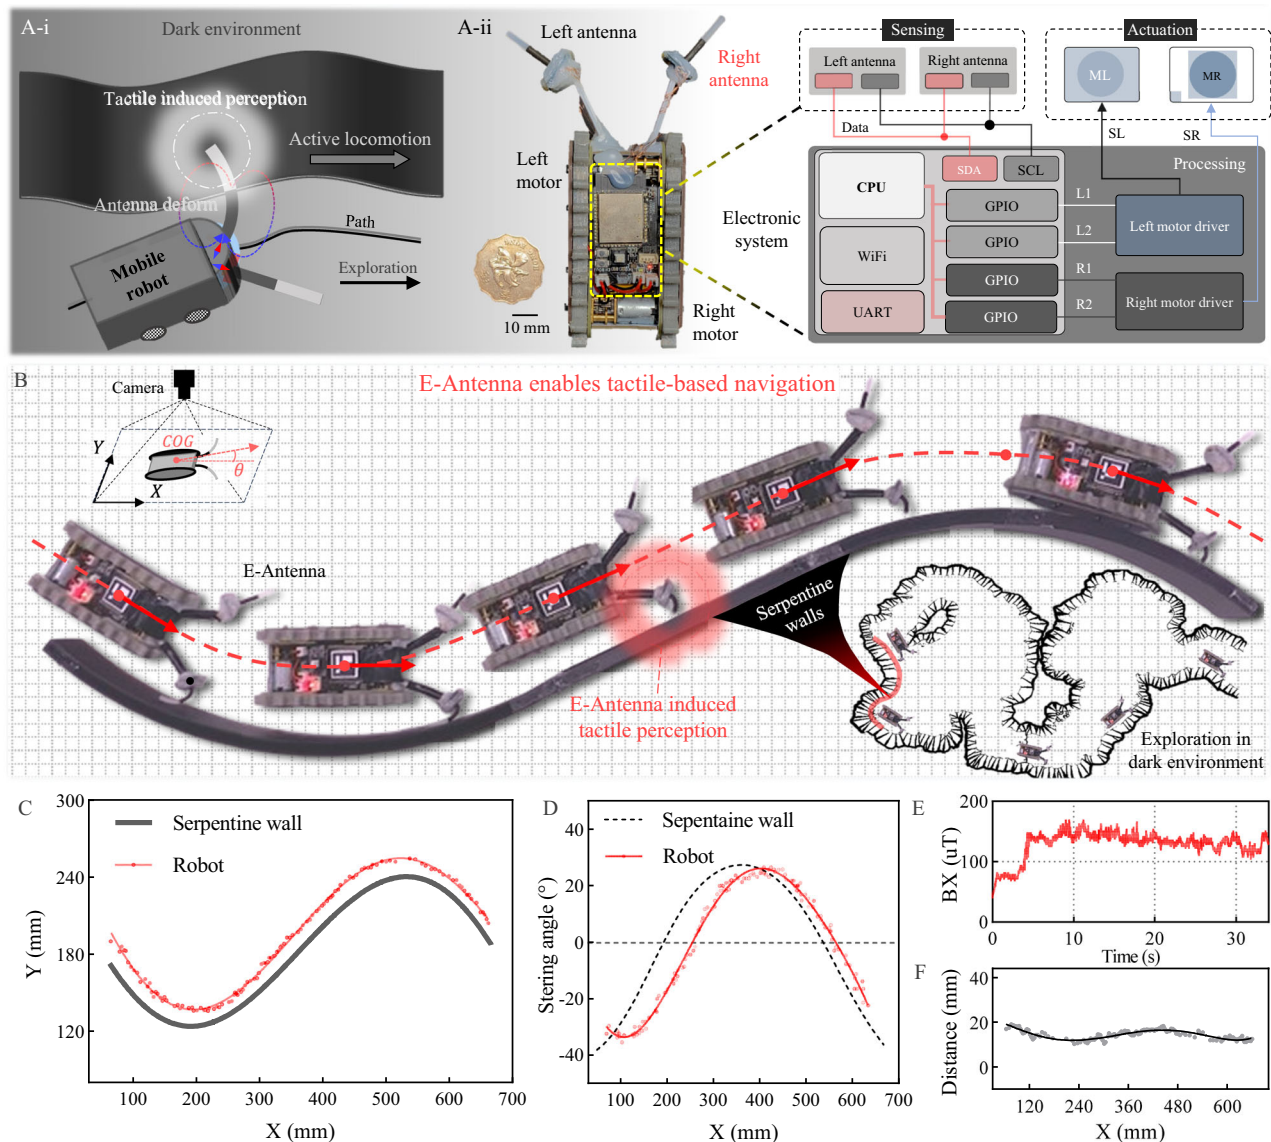 A-i
Dark environment
Tactile induced perception
Active locomotion
Antenna deform
Path
Mobile
robot
Exploration
A-ii
Left antenna
Right
antenna
Left
motor
Electronic
system
10 mm
Right
motor
Sensing
Left antenna
Right antenna
Data
Actuation
ML
MR
SL
SR
Processing
CPU
WiFi
UART
SDA
SCL
GPIO
GPIO
GPIO
GPIO
L1
L2
R1
R2
Left motor driver
Right motor driver
B
Camera
COG
Y
X
θ
E-Antenna enables tactile-based navigation
E-Antenna
Serpentine
walls
E-Antenna induced
tactile perception
Exploration in
dark environment
C
Serpentine wall
Robot
Y (mm)
300
240
180
120
100 200 300 400 500 600 700
X (mm)
D
Sepentaine wall
Robot
Stering angle (°)
40
20
0
-20
-40
100 200 300 400 500 600 700
X (mm)
E
BX (uT)
200
100
0
0 10 20 30
Time (s)
F
Distance (mm)
40
20
0
120 240 360 480 600
X (mm)